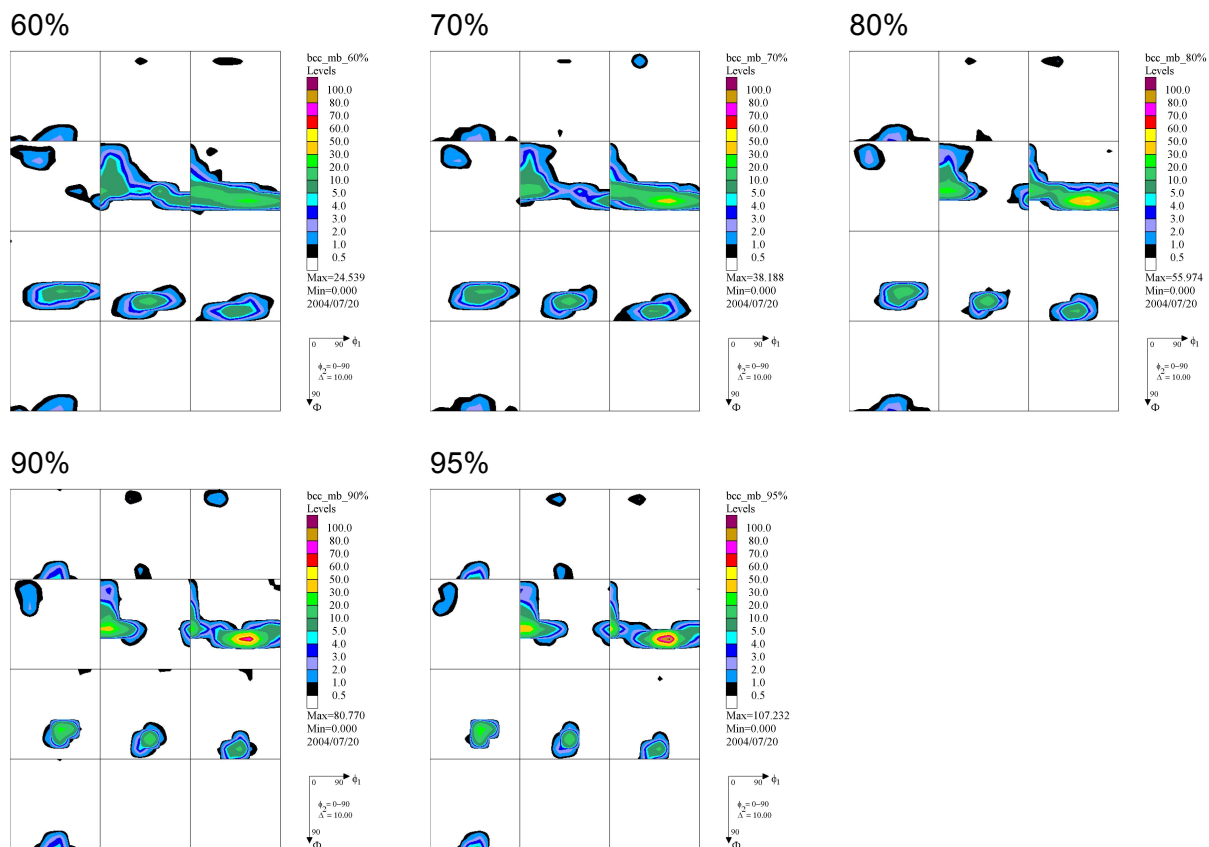 60%
bcc_mb_60%
Levels
100.0
80.0
70.0
60.0
50.0
30.0
20.0
10.0
5.0
4.0
3.0
2.0
1.0
0.5
Max=24.539
Min=0.000
2004/07/20
0 90 ϕ1
ϕ2= 0−90
Δ = 10.00
90
Φ
70%
bcc_mb_70%
Levels
100.0
80.0
70.0
60.0
50.0
30.0
20.0
10.0
5.0
4.0
3.0
2.0
1.0
0.5
Max=38.188
Min=0.000
2004/07/20
0 90 ϕ1
ϕ2= 0−90
Δ = 10.00
90
Φ
80%
bcc_mb_80%
Levels
100.0
80.0
70.0
60.0
50.0
30.0
20.0
10.0
5.0
4.0
3.0
2.0
1.0
0.5
Max=55.974
Min=0.000
2004/07/20
0 90 ϕ1
ϕ2= 0−90
Δ = 10.00
90
Φ
90%
bcc_mb_90%
Levels
100.0
80.0
70.0
60.0
50.0
30.0
20.0
10.0
5.0
4.0
3.0
2.0
1.0
0.5
Max=80.770
Min=0.000
2004/07/20
0 90 ϕ1
ϕ2= 0−90
Δ = 10.00
90
Φ
95%
bcc_mb_95%
Levels
100.0
80.0
70.0
60.0
50.0
30.0
20.0
10.0
5.0
4.0
3.0
2.0
1.0
0.5
Max=107.232
Min=0.000
2004/07/20
0 90 ϕ1
ϕ2= 0−90
Δ = 10.00
90
Φ